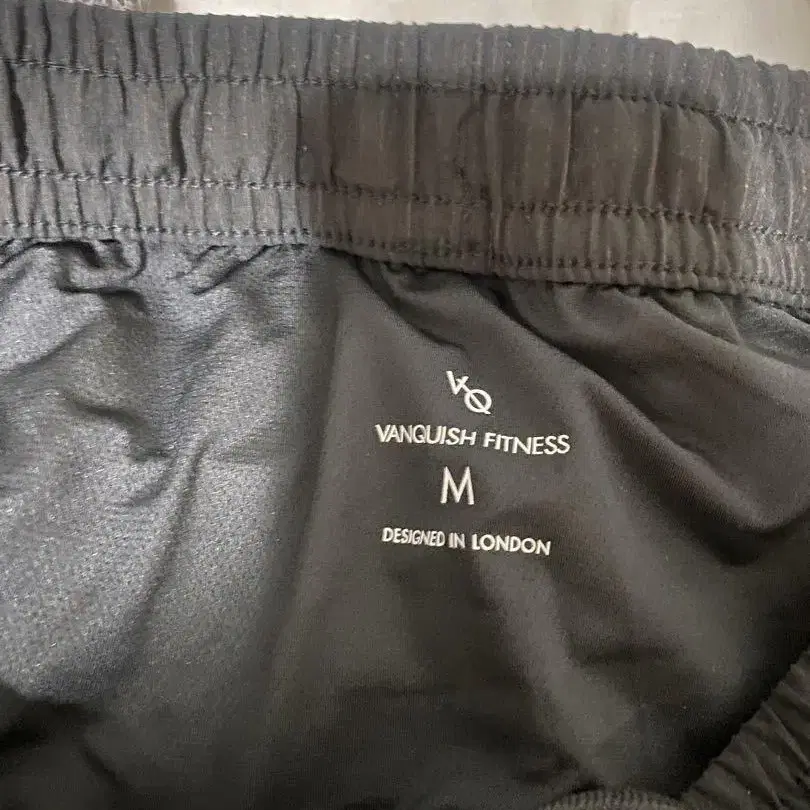 VQ
VANQUISH FITNESS
M
DESIGNED IN LONDON